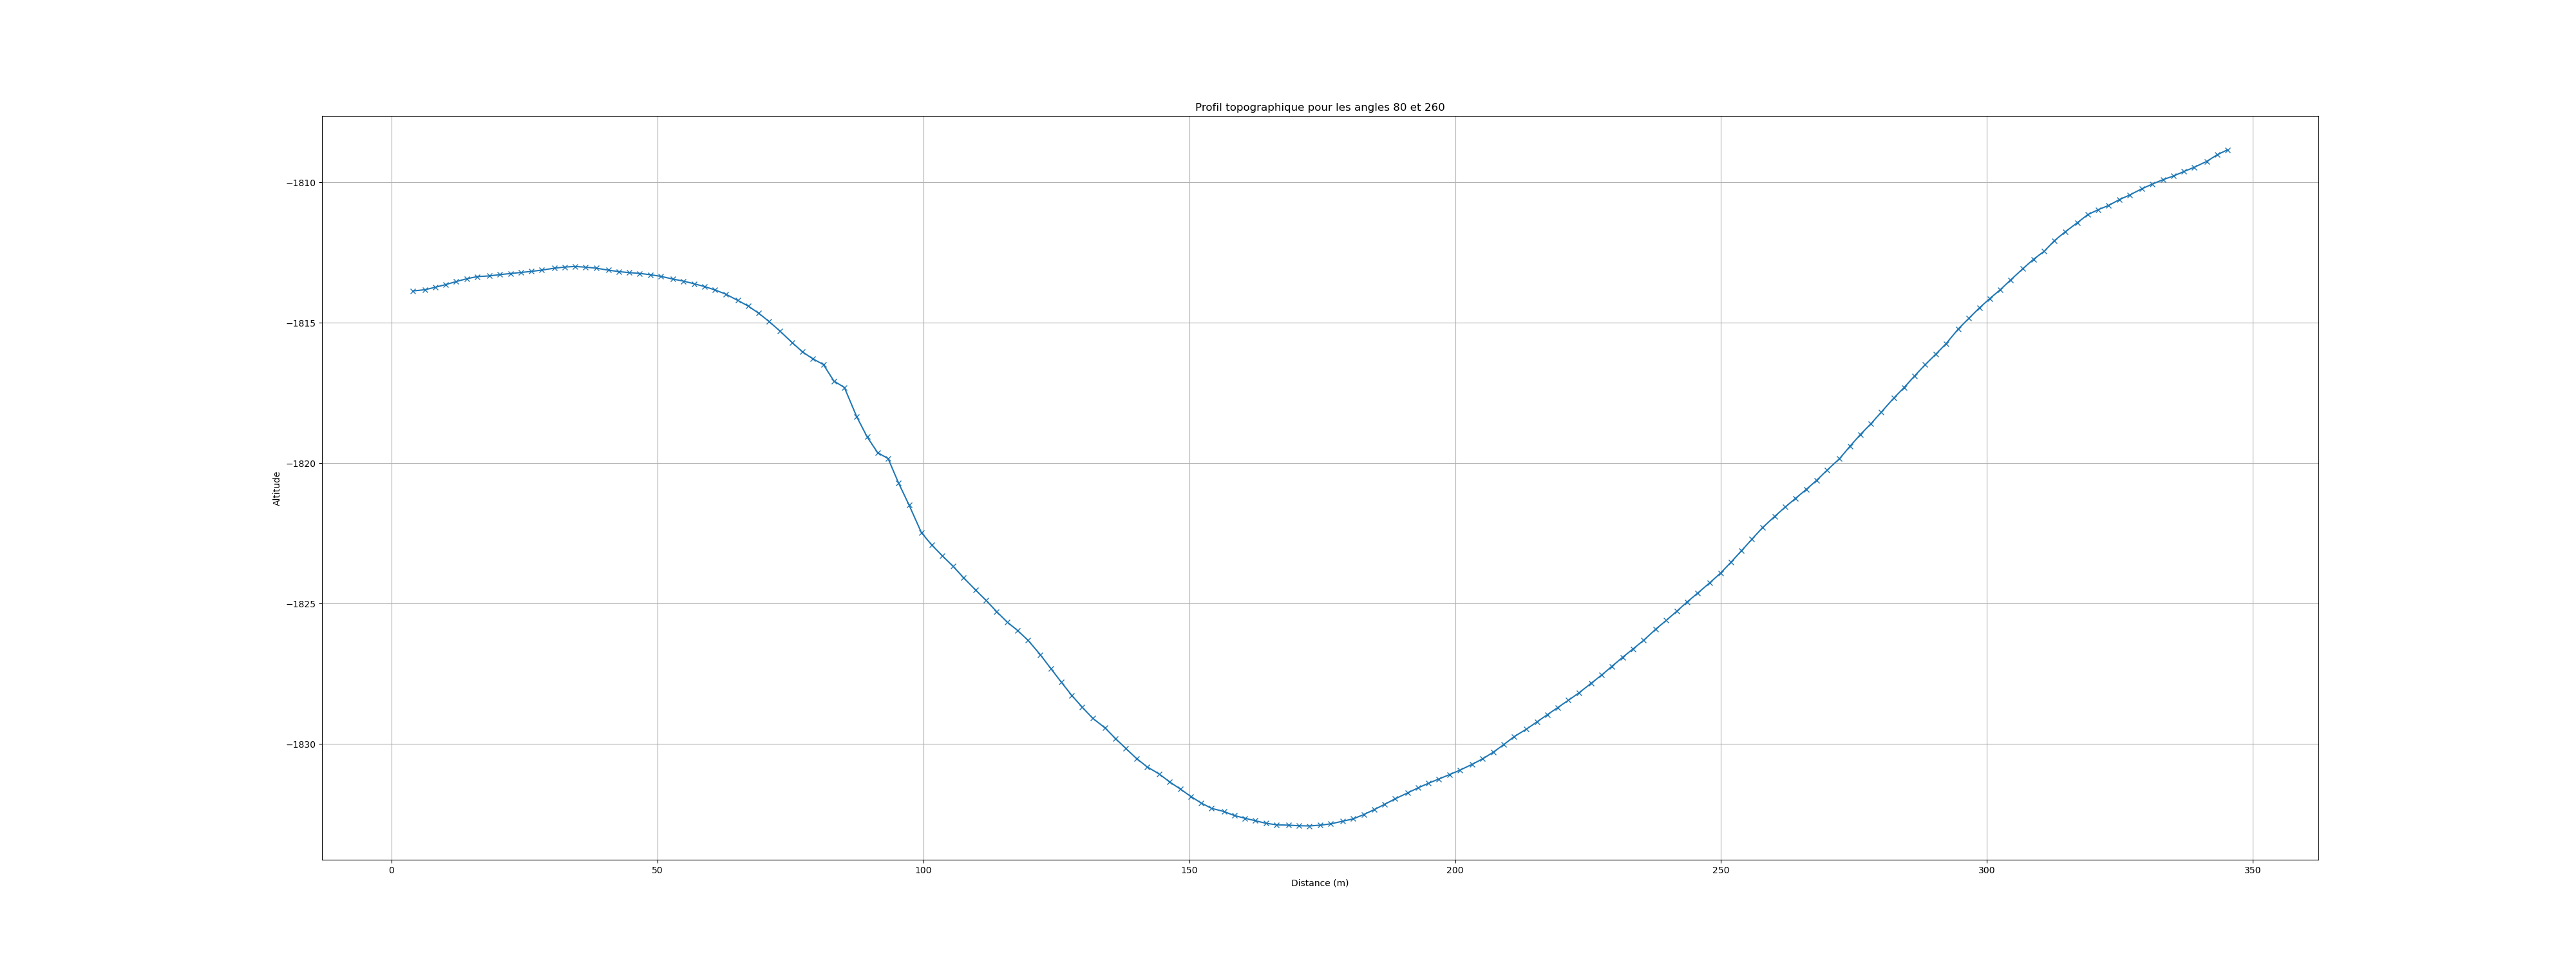 Profil topographique pour les angles 80 et 260
−1810
−1815
−1820
−1825
−1830
Altitude
0 50 100 150 200 250 300 350
Distance (m)